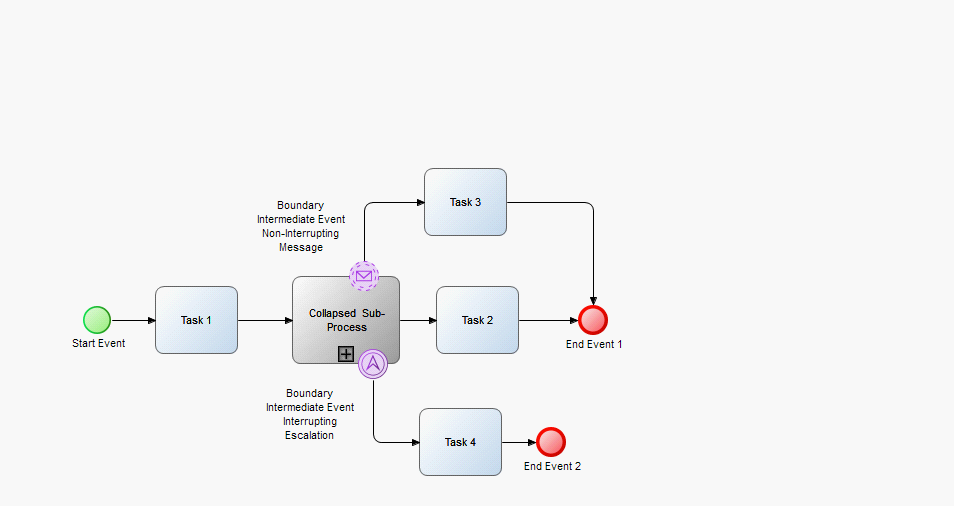 Task 3
Boundary
Intermediate Event
Non-Interrupting
Message
Start Event
Task 1
Collapsed Sub-
Process
Task 2
End Event 1
Boundary
Intermediate Event
Interrupting
Escalation
Task 4
End Event 2